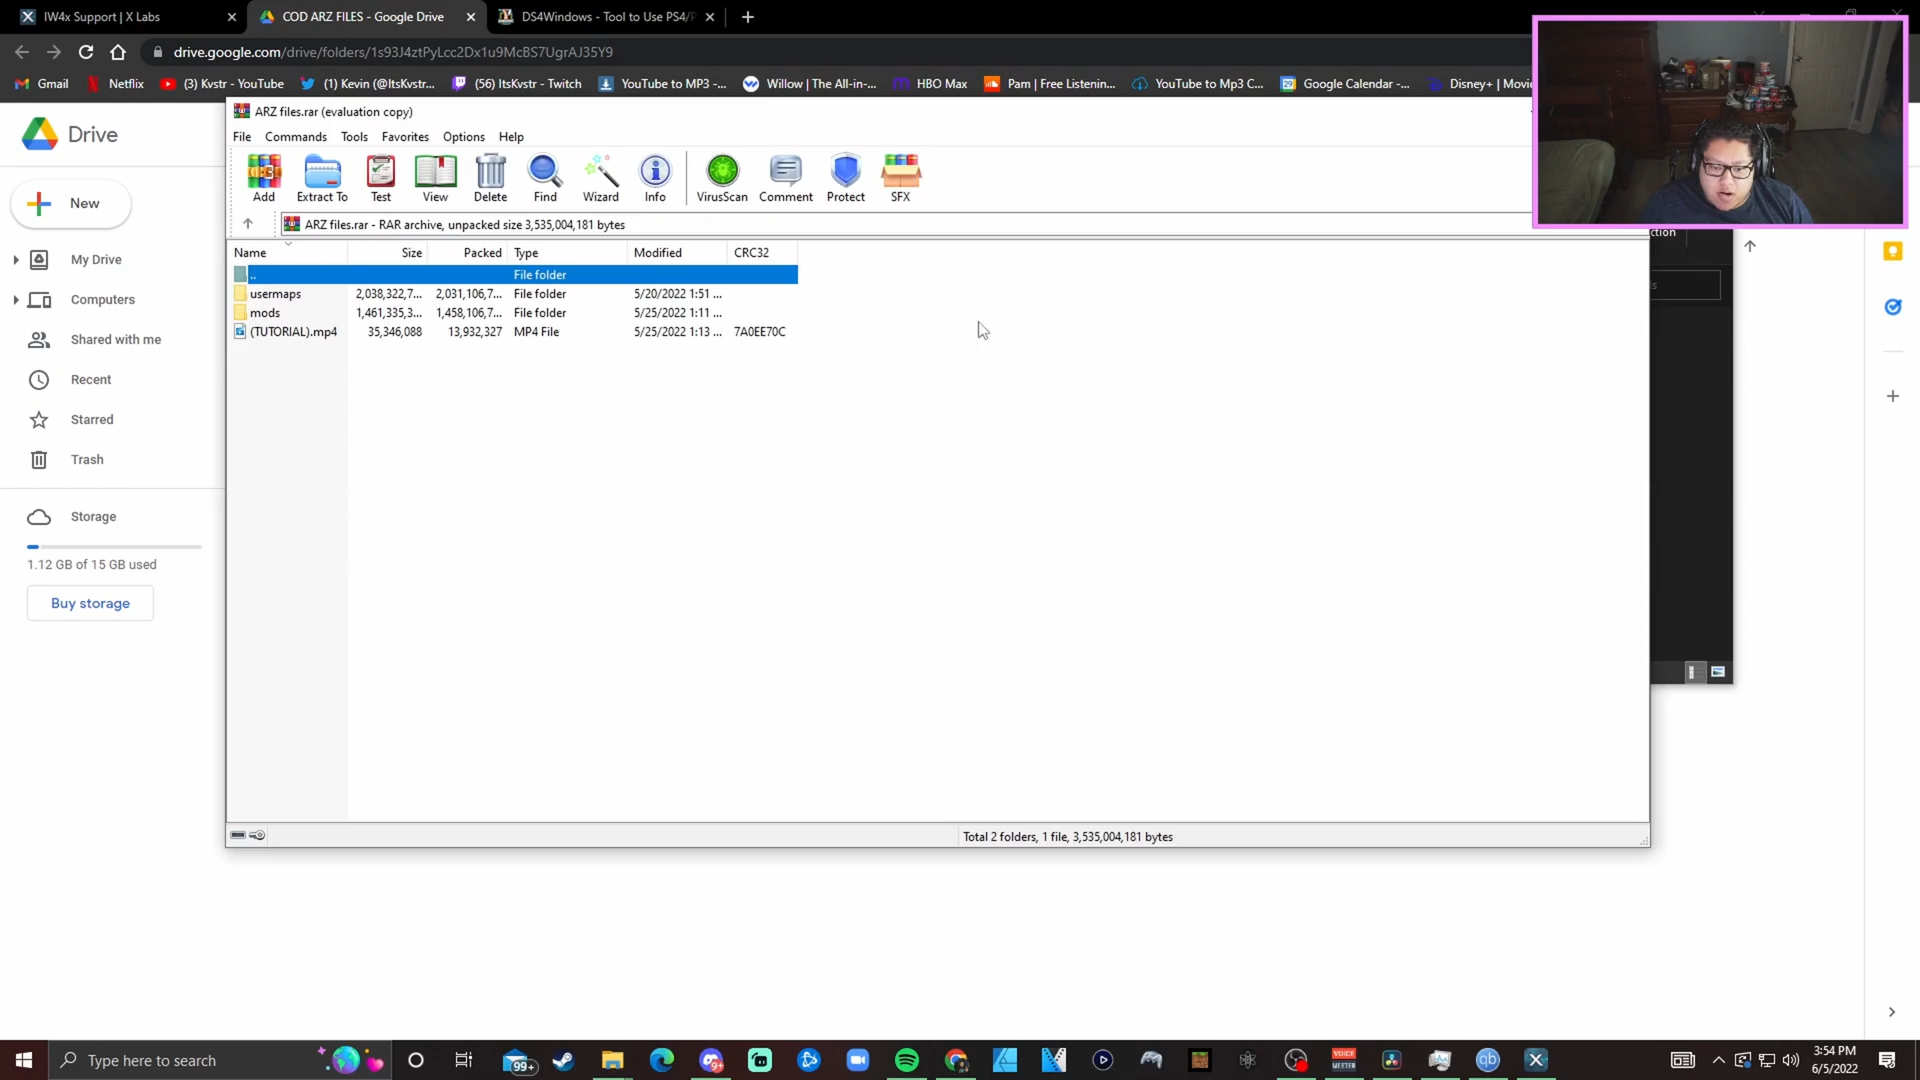 IW4x Support | X Labs
COD ARZ FILES - Google Drive
DS4Windows - Tool to Use PS4/P
drive.google.com/drive/folders/1s93J4ztPyLcc2Dx1u9McBS7UgrAJ35Y9
Gmail
Netflix
(3) Kvstr - YouTube
(1) Kevin (@ItsKvstr...
(56) ItsKvstr - Twitch
YouTube to MP3 -...
Willow | The All-in-...
HBO Max
Pam | Free Listenin...
YouTube to Mp3 C...
Google Calendar -...
Disney+ | Movi
Drive
New
My Drive
Computers
Shared with me
Recent
Starred
Trash
Storage
1.12 GB of 15 GB used
Buy storage
ARZ files.rar (evaluation copy)
File Commands Tools Favorites Options Help
Add Extract To Test View Delete Find Wizard Info VirusScan Comment Protect SFX
ARZ files.rar - RAR archive, unpacked size 3,535,004,181 bytes
Name Size Packed Type Modified CRC32
.. File folder
usermaps 2,038,322,7... 2,031,106,7... File folder 5/20/2022 1:51 ...
mods 1,461,335,3... 1,458,106,7... File folder 5/25/2022 1:11 ...
(TUTORIAL).mp4 35,346,088 13,932,327 MP4 File 5/25/2022 1:13 ... 7A0EE70C
Total 2 folders, 1 file, 3,535,004,181 bytes
ction
s
Type here to search
99+
9+
VOICE
MEETER
qb
3:54 PM
6/5/2022